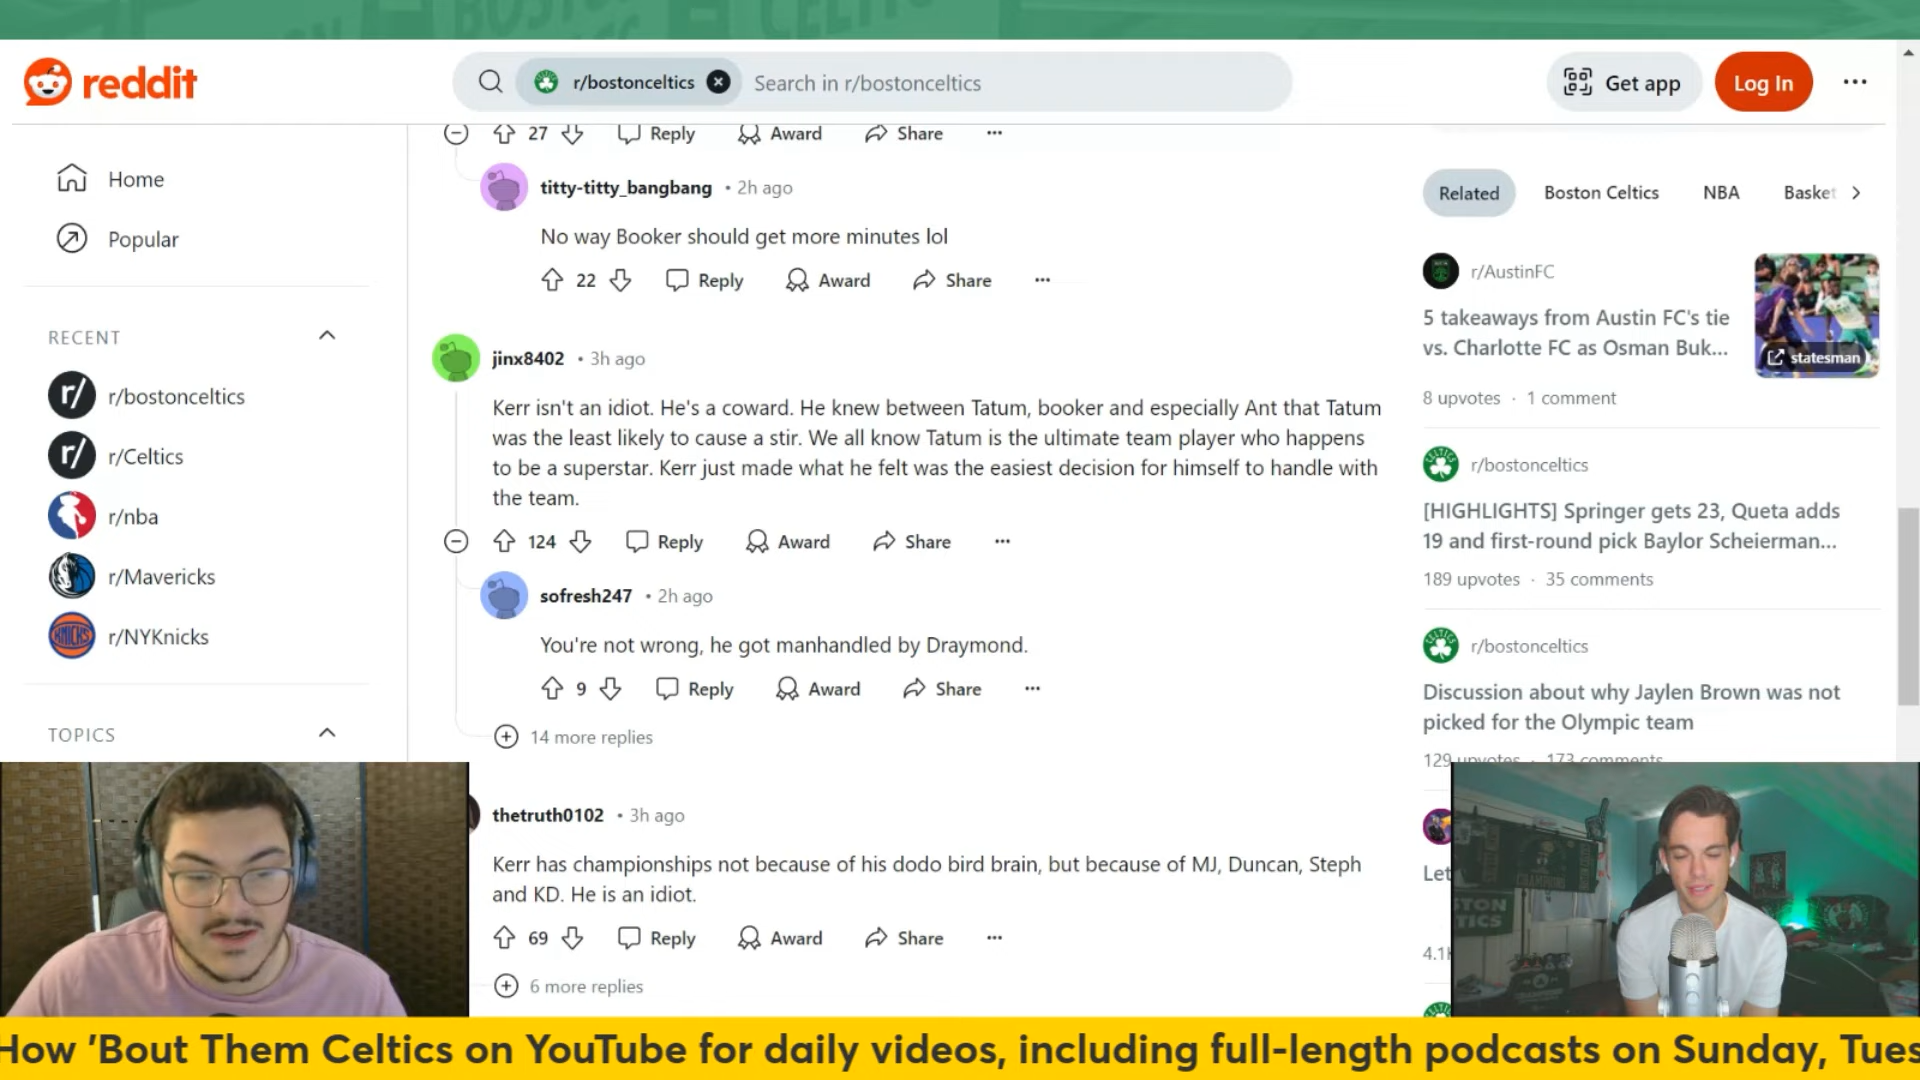 reddit
r/bostonceltics
Search in r/bostonceltics
Get app
Log In
Home
Popular
RECENT
r/bostonceltics
r/Celtics
r/nba
r/Mavericks
r/NYKnicks
TOPICS
27 Reply Award Share
titty-titty_bangbang • 2h ago
No way Booker should get more minutes lol
22 Reply Award Share
jinx8402 • 3h ago
Kerr isn't an idiot. He's a coward. He knew between Tatum, booker and especially Ant that Tatum
was the least likely to cause a stir. We all know Tatum is the ultimate team player who happens
to be a superstar. Kerr just made what he felt was the easiest decision for himself to handle with
the team.
124 Reply Award Share
sofresh247 • 2h ago
You're not wrong, he got manhandled by Draymond.
9 Reply Award Share
14 more replies
thetruth0102 • 3h ago
Kerr has championships not because of his dodo bird brain, but because of MJ, Duncan, Steph
and KD. He is an idiot.
69 Reply Award Share
6 more replies
Related Boston Celtics NBA Basket
r/AustinFC
5 takeaways from Austin FC's tie
vs. Charlotte FC as Osman Buk...
statesman
8 upvotes · 1 comment
r/bostonceltics
[HIGHLIGHTS] Springer gets 23, Queta adds
19 and first-round pick Baylor Scheierman...
189 upvotes · 35 comments
r/bostonceltics
Discussion about why Jaylen Brown was not
picked for the Olympic team
129 upvotes · 173 comments
Let
4.1
How 'Bout Them Celtics on YouTube for daily videos, including full-length podcasts on Sunday, Tues